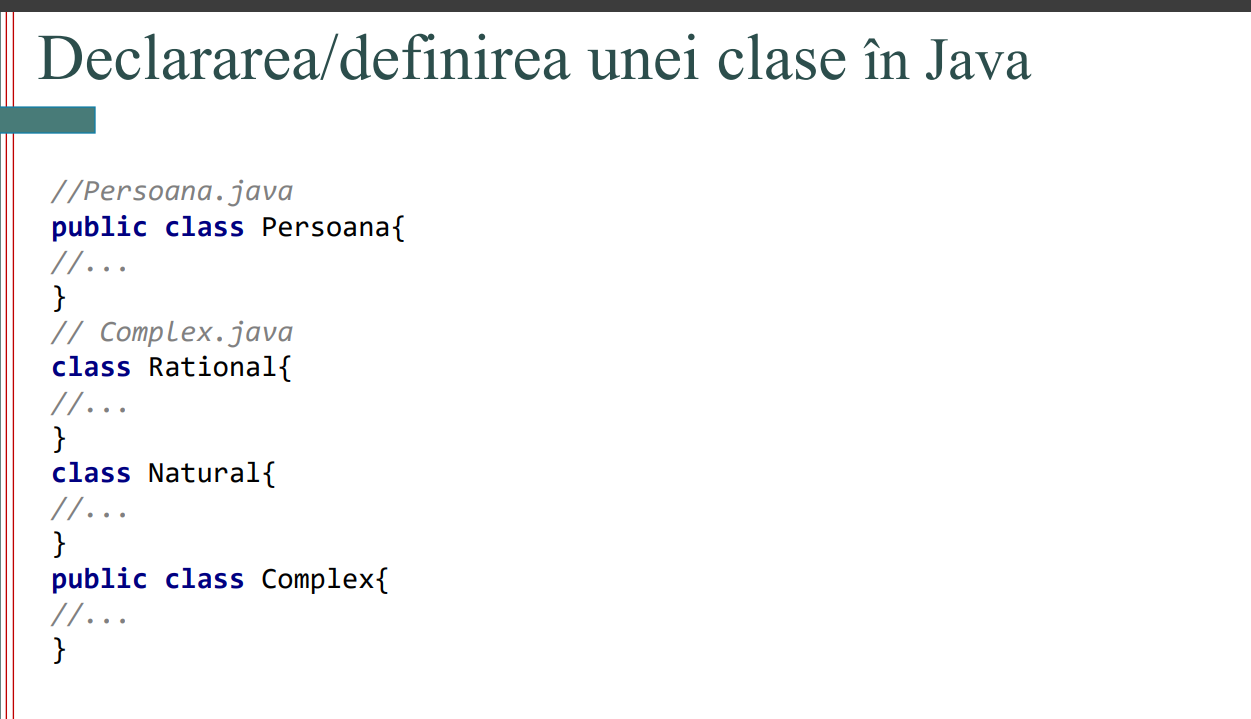 Declararea/definirea unei clase în Java
//Persoana.java
public class Persoana{
//...
}
// Complex.java
class Rational{
//...
}
class Natural{
//...
}
public class Complex{
//...
}